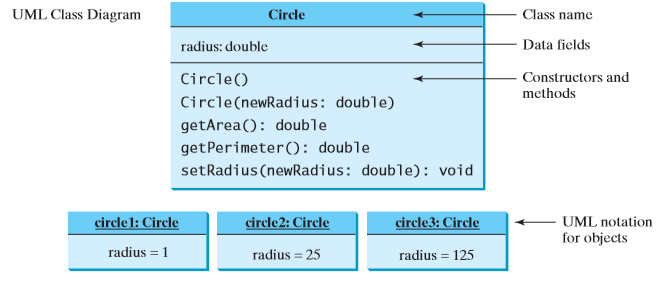 UML Class Diagram
Circle
Class name
radius: double
Data fields
Circle()
Constructors and
methods
Circle(newRadius: double)
getArea(): double
getPerimeter(): double
setRadius(newRadius: double): void
circle1: Circle
radius = 1
circle2: Circle
radius = 25
circle3: Circle
radius = 125
UML notation
for objects